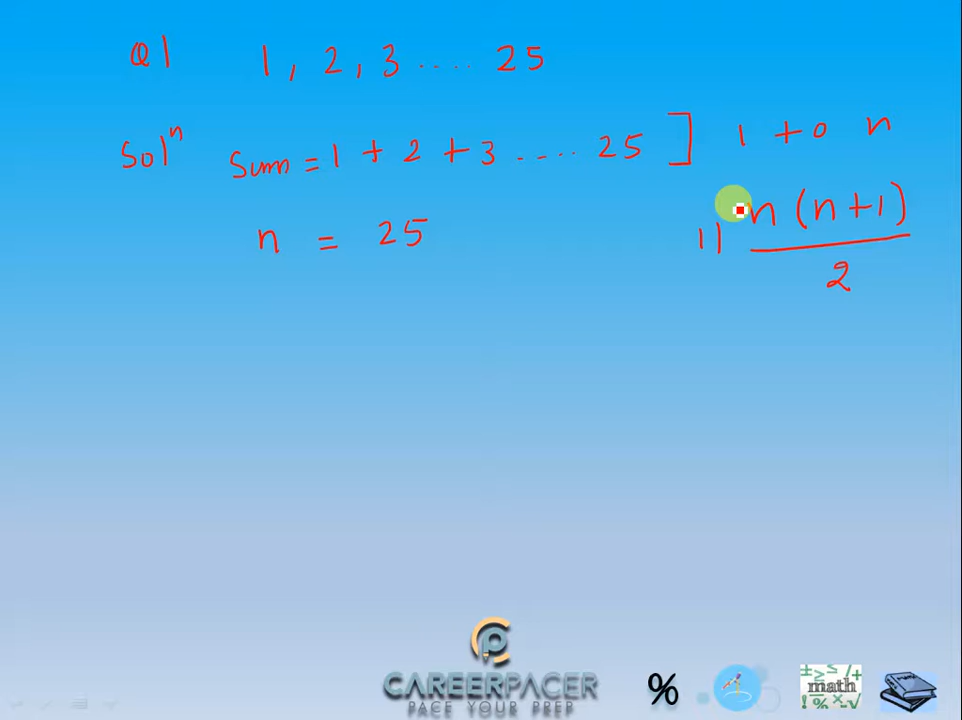 Q1 1, 2, 3 .... 25
Solⁿ Sum = 1 + 2 + 3 .... 25 ] 1 to n
n = 25
1) n (n+1)
2
CAREERPACER
PACE YOUR PREP
%
math